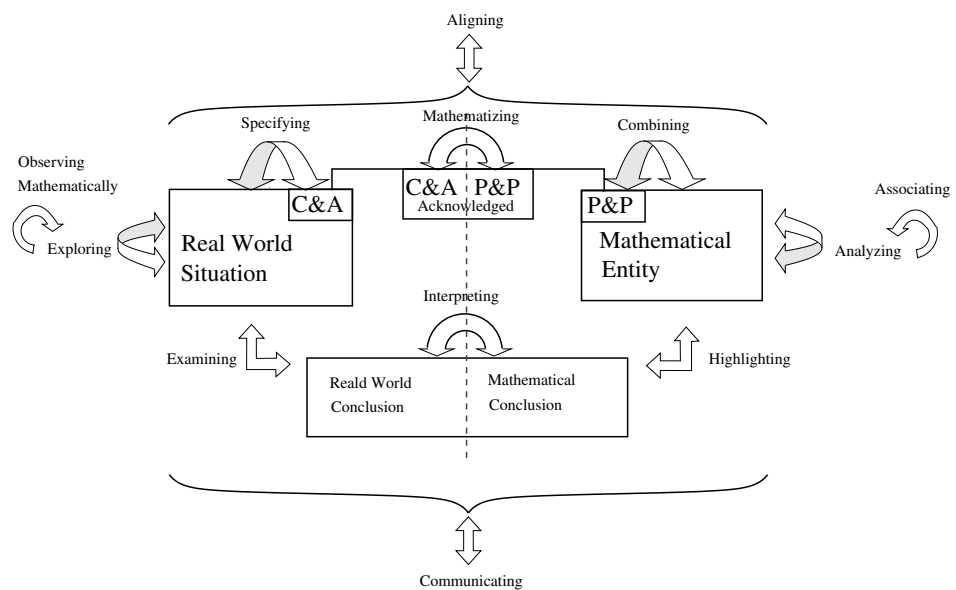 Aligning
Specifying
Mathematizing
Combining
Observing
Mathematically
Associating
C&A
C&A P&P
Acknowledged
P&P
Exploring
Real World
Situation
Mathematical
Entity
Analyzing
Interpreting
Examining
Highlighting
Reald World
Conclusion
Mathematical
Conclusion
Communicating